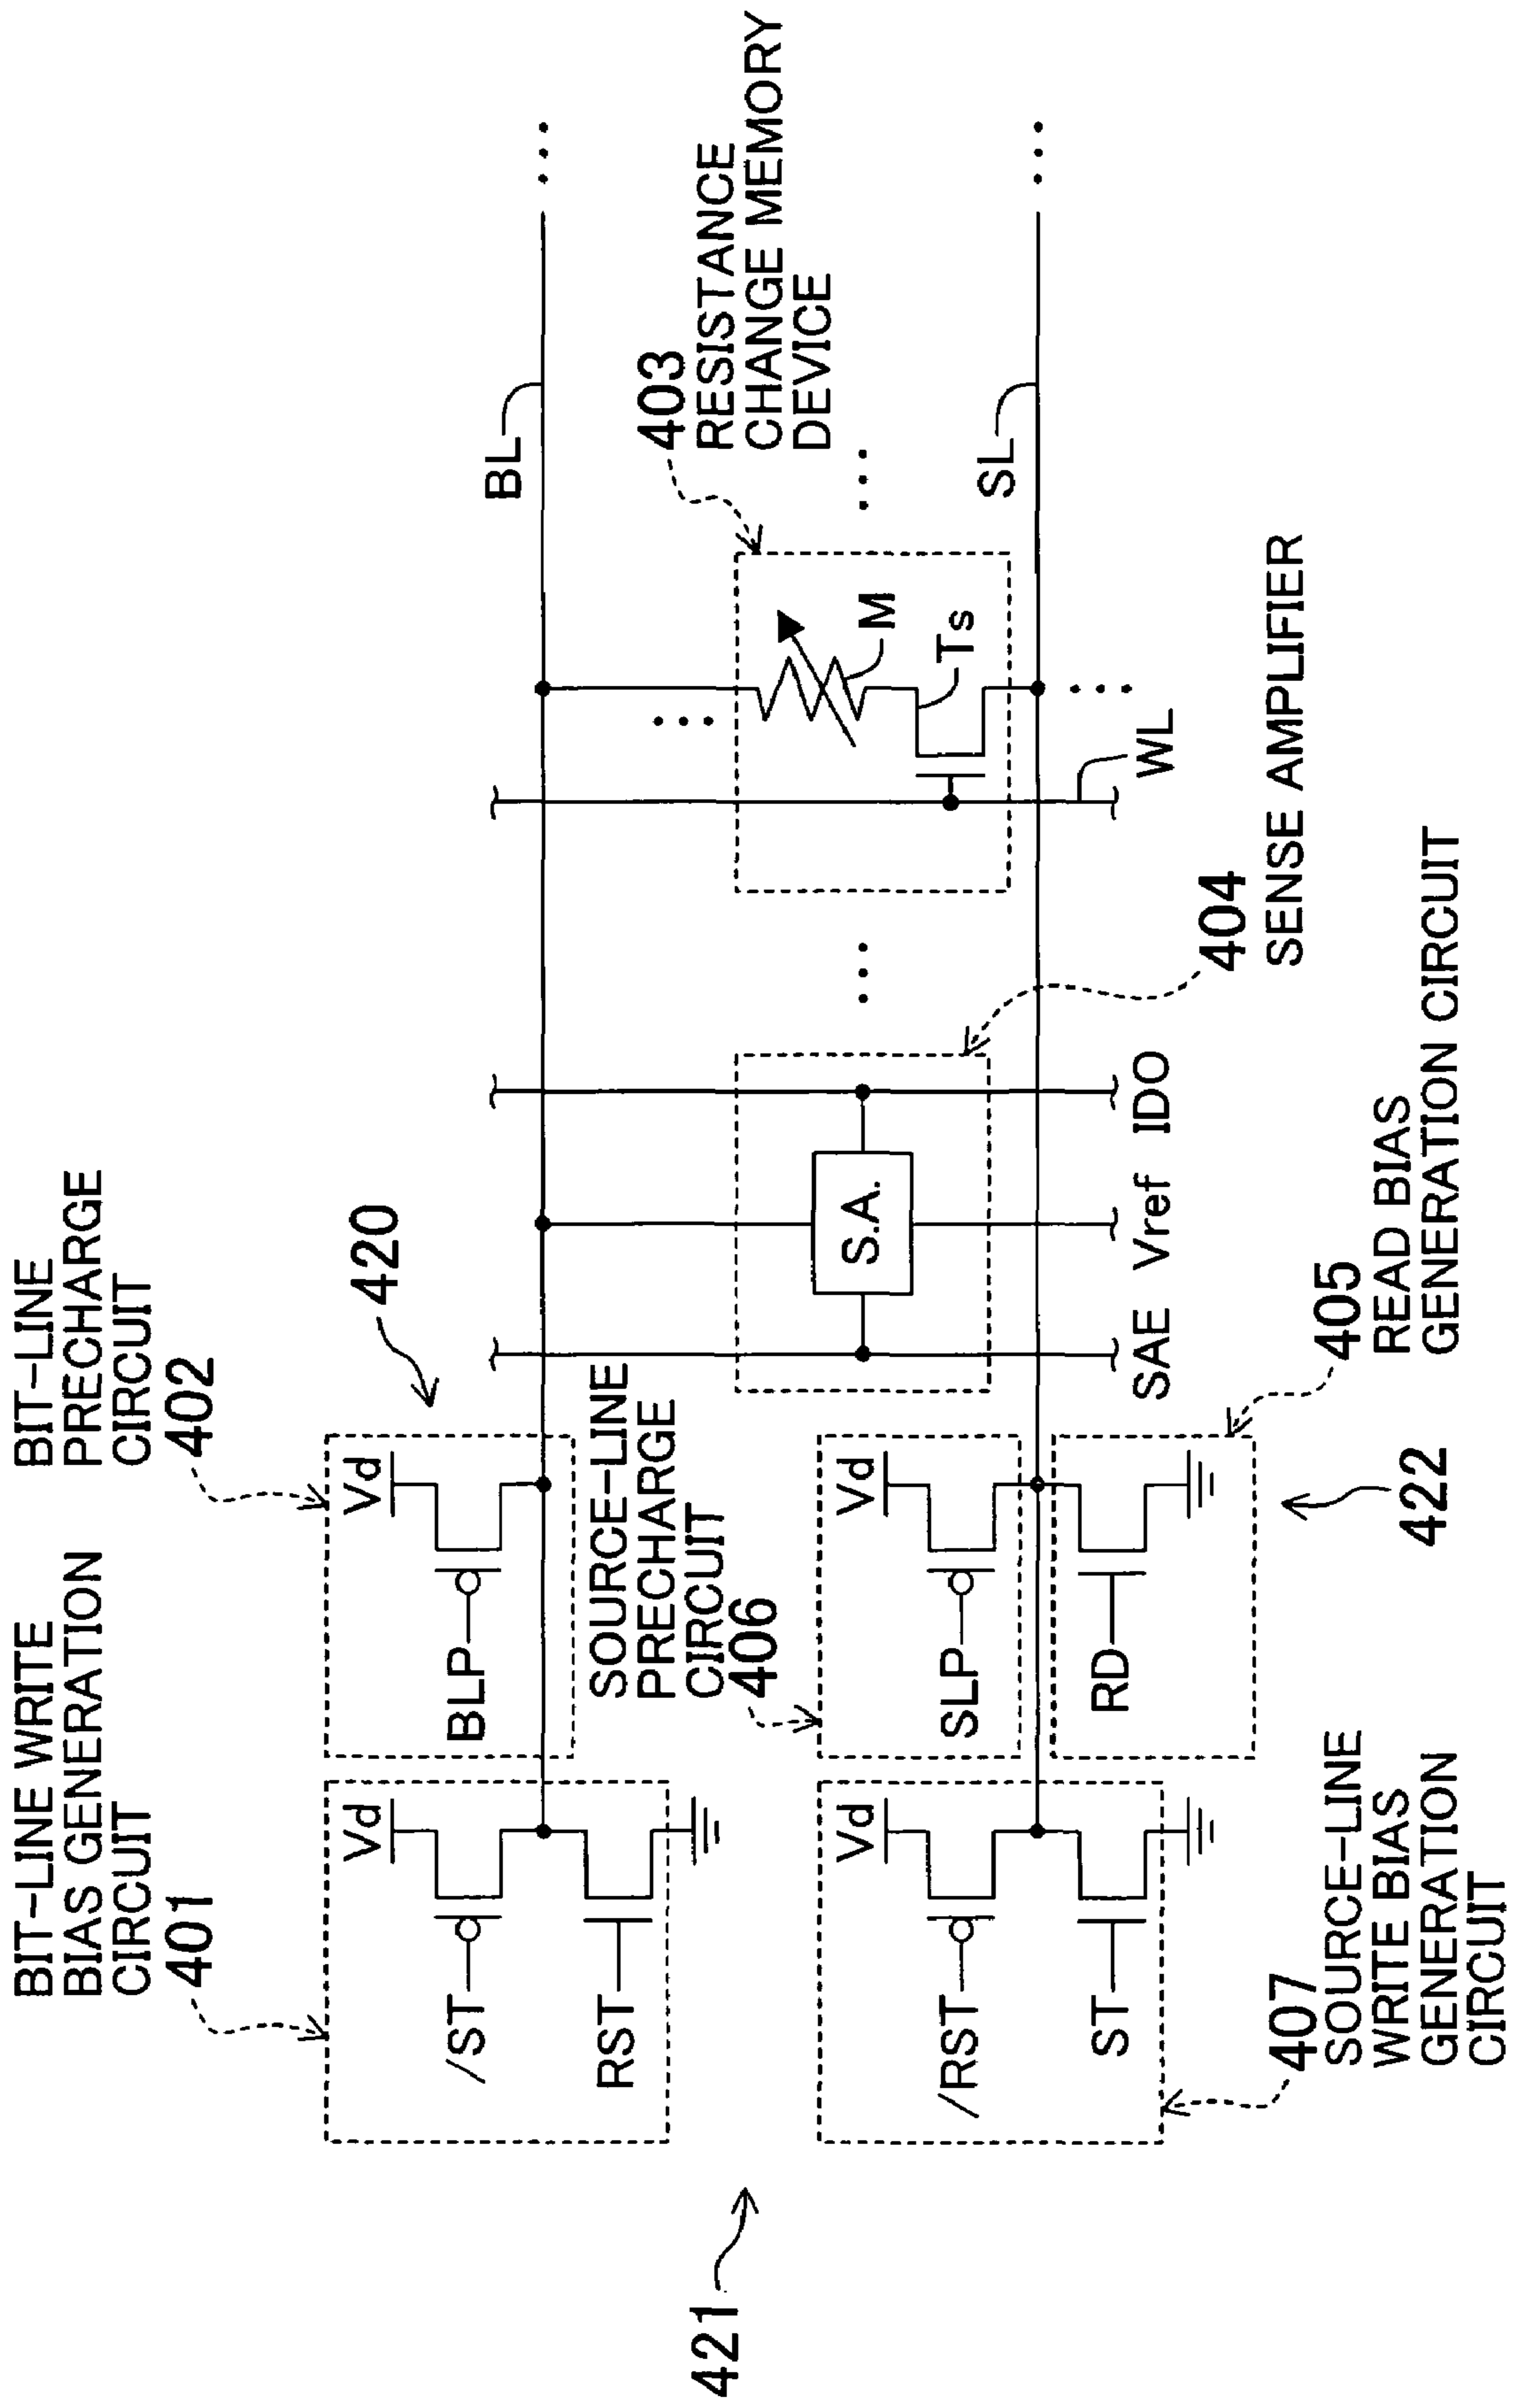 BIT-LINE WRITE
BIAS GENERATION
CIRCUIT
401
BIT-LINE
PRECHARGE
CIRCUIT
402
420
Vd
/ST
RST
Vd
BLP
BL
403
RESISTANCE
CHANGE MEMORY
DEVICE
SOURCE-LINE
PRECHARGE
CIRCUIT
406
421
Vd
/RST
ST
Vd
SLP
RD
S.A.
M
Ts
SL
SAE
Vref
IDO
WL
404
SENSE AMPLIFIER
407
SOURCE-LINE
WRITE BIAS
GENERATION
CIRCUIT
422
405
READ BIAS
GENERATION CIRCUIT